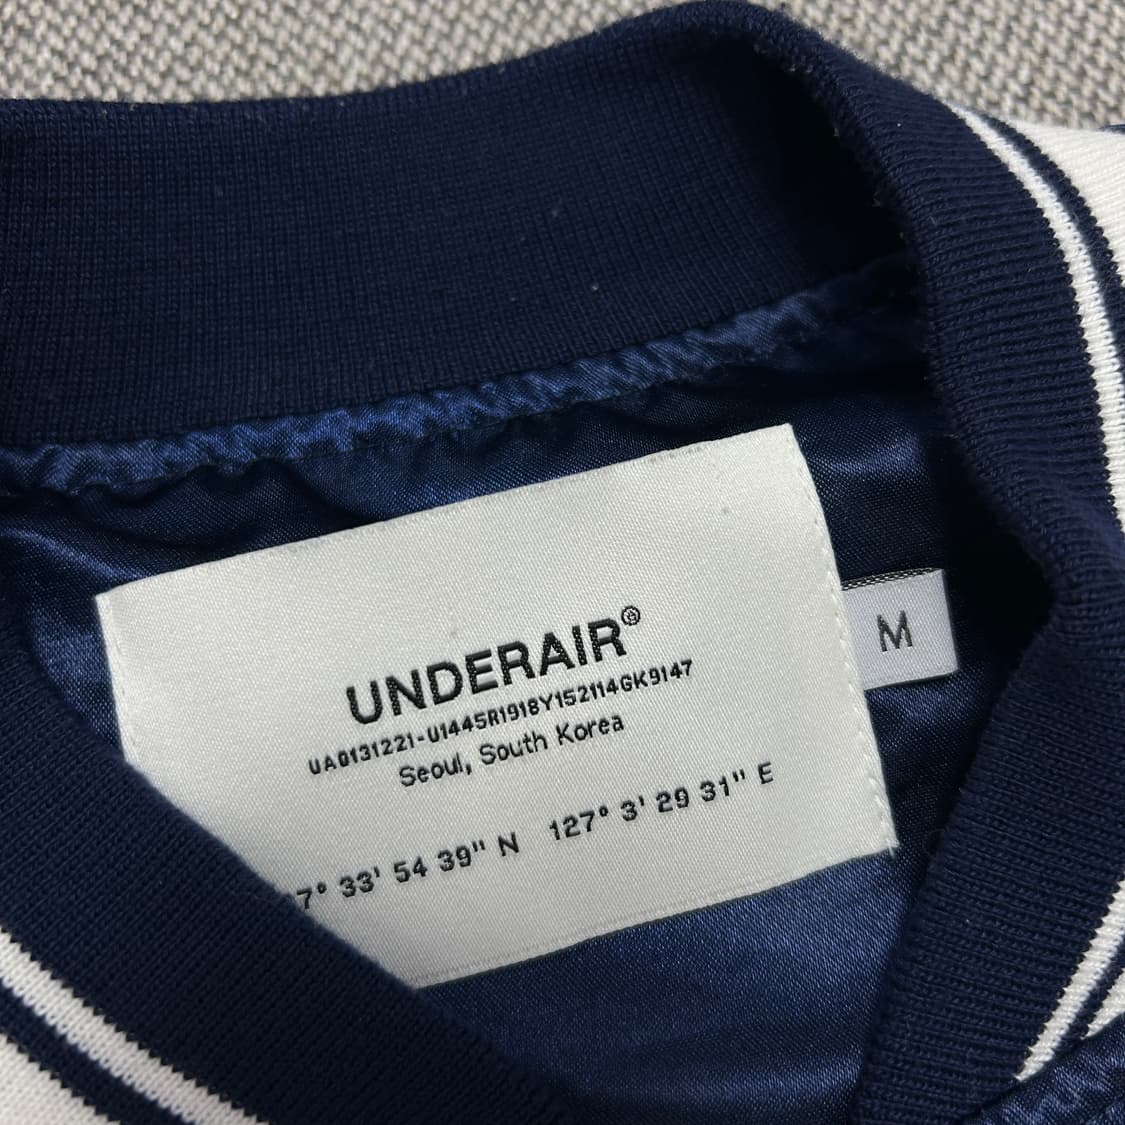 UNDERAIR®
UA0131221-U1445R1918Y152114GK9147
Seoul, South Korea
7° 33' 54 39" N 127° 3' 29 31" E
M